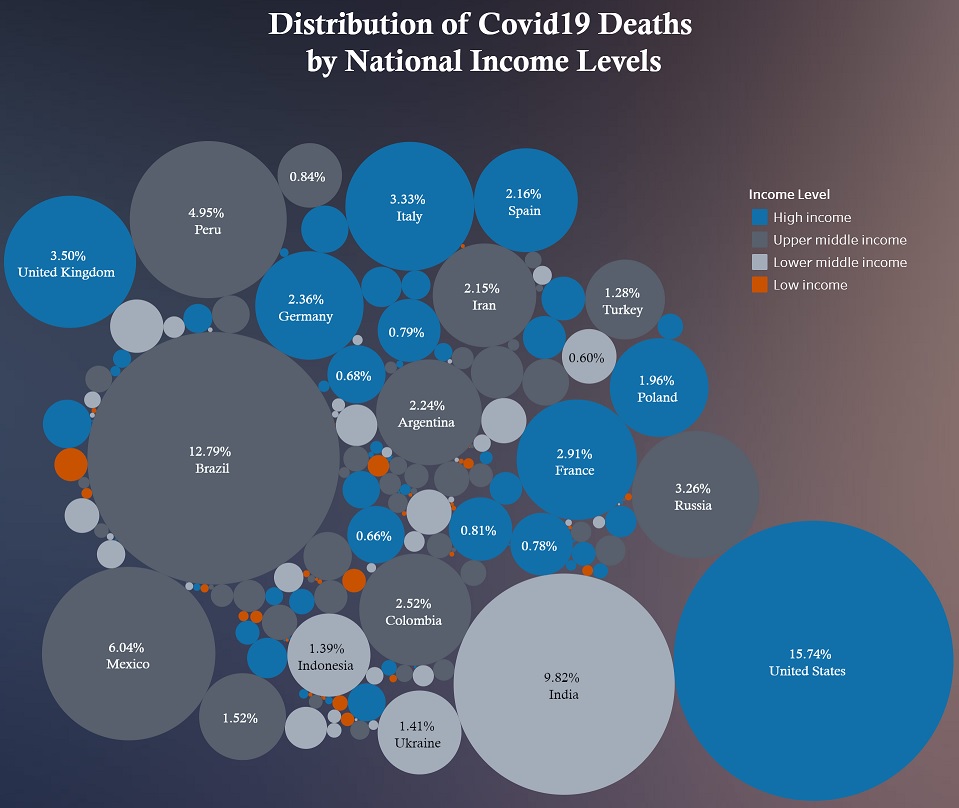 Distribution of Covid19 Deaths
by National Income Levels
0.84%
3.33%
Italy
2.16%
Spain
4.95%
Peru
3.50%
United Kingdom
Income Level
High income
Upper middle income
Lower middle income
Low income
2.36%
Germany
2.15%
Iran
1.28%
Turkey
0.79%
0.60%
0.68%
1.96%
Poland
2.24%
Argentina
12.79%
Brazil
2.91%
France
3.26%
Russia
0.66%
0.81%
0.78%
2.52%
Colombia
6.04%
Mexico
1.39%
Indonesia
9.82%
India
15.74%
United States
1.52%
1.41%
Ukraine